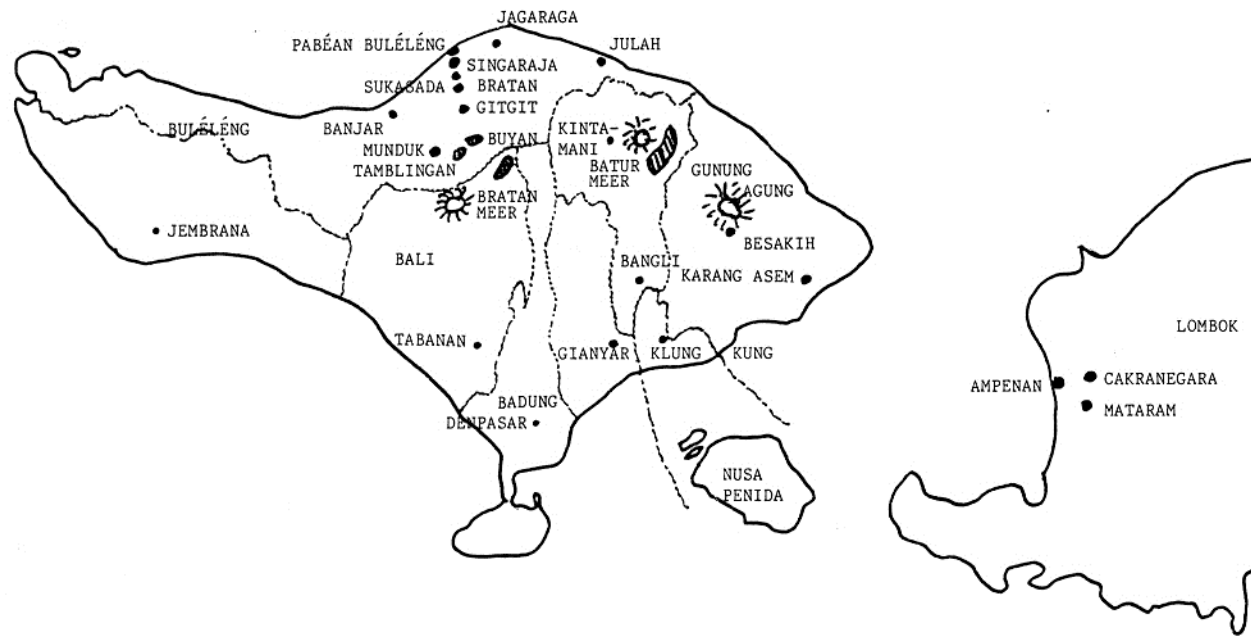 JAGARAGA
PABÉAN BULÉLÉNG
JULAH
SINGARAJA
SUKASADA
BRATAN
GITGIT
BANJAR
BULÉLÉNG
KINTA-
MANI
BUYAN
MUNDUK
TAMBLINGAN
BATUR
MEER
GUNUNG
AGUNG
BRATAN
MEER
JEMBRANA
BESAKIH
BALI
BANGLI
KARANG ASEM
LOMBOK
TABANAN
GIANYAR
KLUNG KUNG
AMPENAN
CAKRANEGARA
MATARAM
BADUNG
DENPASAR
NUSA
PENIDA